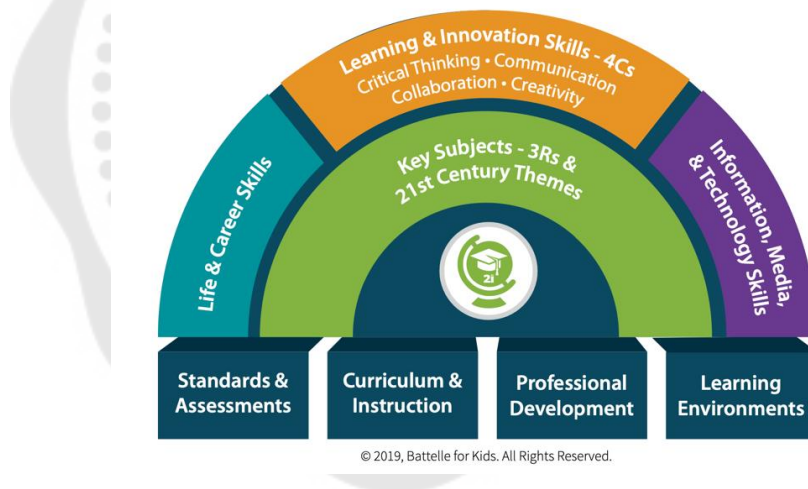 Learning & Innovation Skills - 4Cs
Critical Thinking • Communication
Collaboration • Creativity
Life & Career Skills
Key Subjects - 3Rs &
21st Century Themes
Information, Media,
& Technology Skills
21
Standards &
Assessments
Curriculum &
Instruction
Professional
Development
Learning
Environments
© 2019, Battelle for Kids. All Rights Reserved.